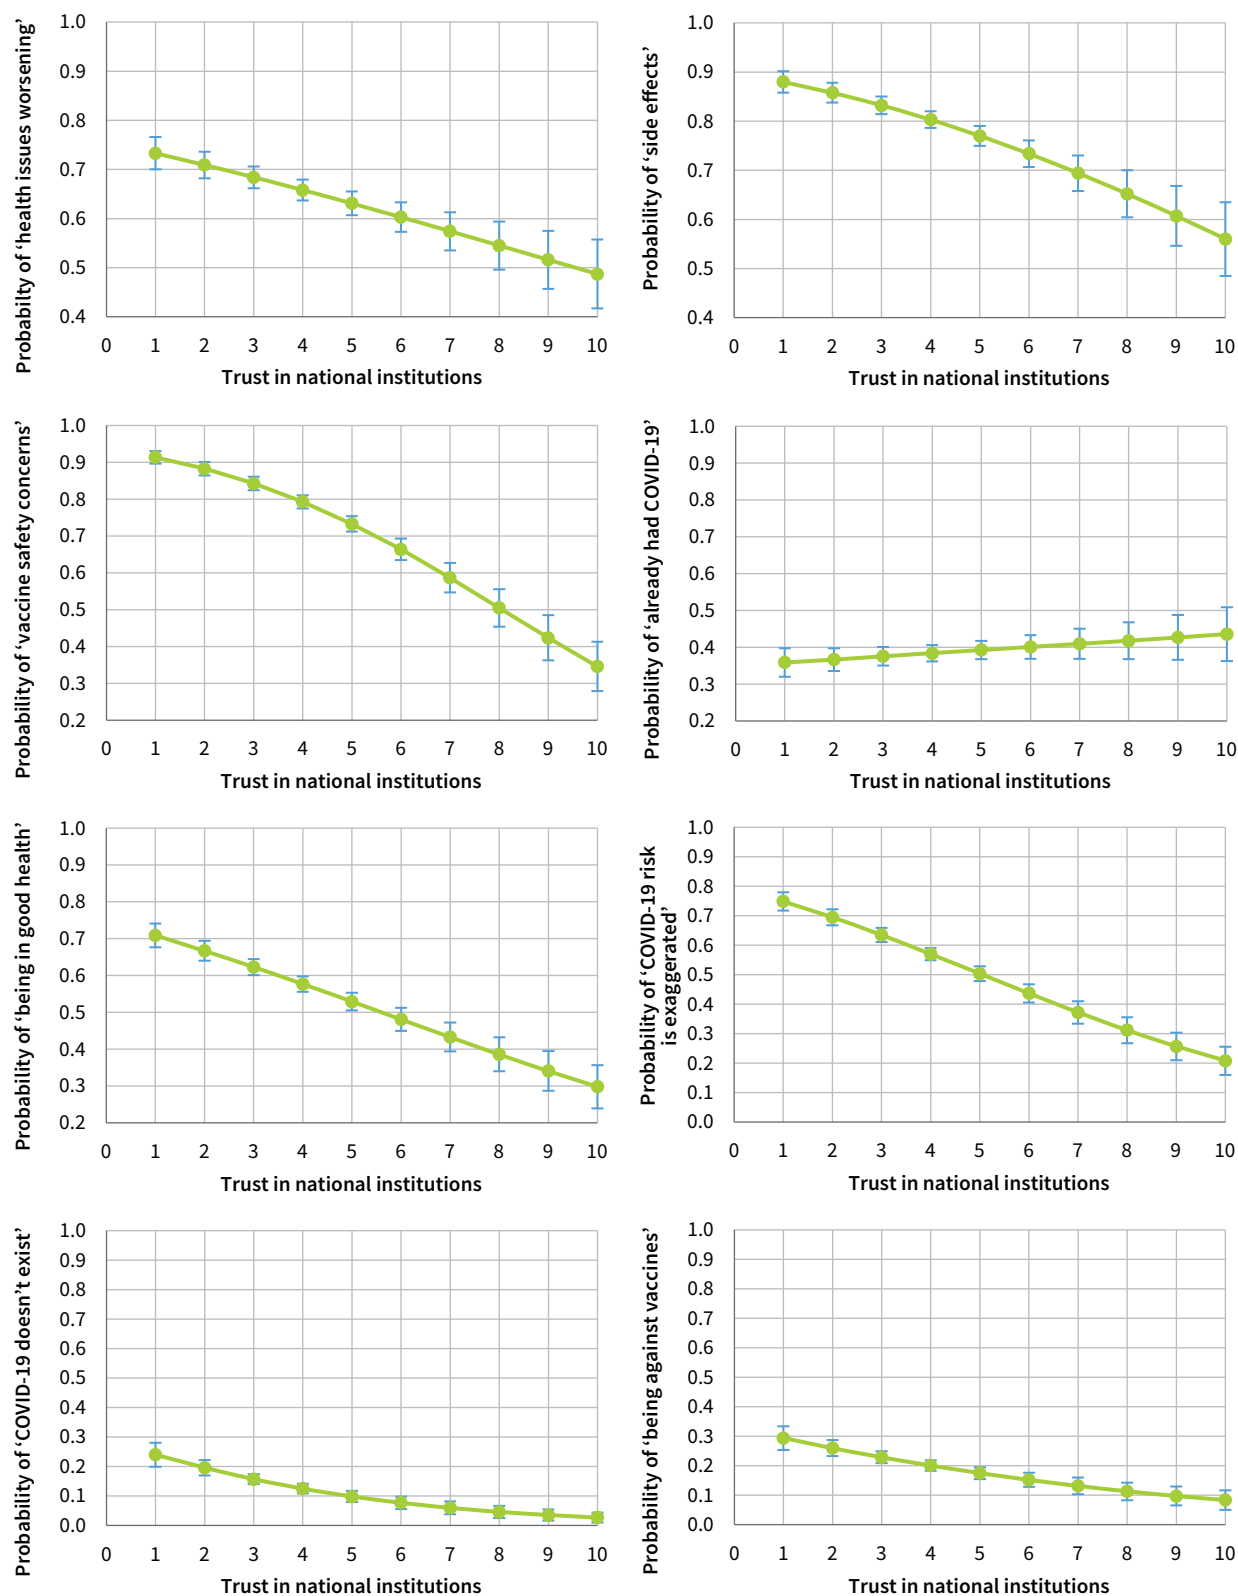 Probability of ‘health issues worsening’
1.0
0.9
0.8
0.7
0.6
0.5
0.4
0 1 2 3 4 5 6 7 8 9 10
Trust in national institutions
Probability of ‘side effects’
1.0
0.9
0.8
0.7
0.6
0.5
0.4
0 1 2 3 4 5 6 7 8 9 10
Trust in national institutions
Probability of ‘vaccine safety concerns’
1.0
0.9
0.8
0.7
0.6
0.5
0.4
0.3
0.2
0 1 2 3 4 5 6 7 8 9 10
Trust in national institutions
Probability of ‘already had COVID-19’
1.0
0.9
0.8
0.7
0.6
0.5
0.4
0.3
0.2
0 1 2 3 4 5 6 7 8 9 10
Trust in national institutions
Probability of ‘being in good health’
1.0
0.9
0.8
0.7
0.6
0.5
0.4
0.3
0.2
0 1 2 3 4 5 6 7 8 9 10
Trust in national institutions
Probability of ‘COVID-19 risk
is exaggerated’
1.0
0.9
0.8
0.7
0.6
0.5
0.4
0.3
0.2
0.1
0.0
0 1 2 3 4 5 6 7 8 9 10
Trust in national institutions
Probability of ‘COVID-19 doesn’t exist’
1.0
0.9
0.8
0.7
0.6
0.5
0.4
0.3
0.2
0.1
0.0
0 1 2 3 4 5 6 7 8 9 10
Trust in national institutions
Probability of ‘being against vaccines’
1.0
0.9
0.8
0.7
0.6
0.5
0.4
0.3
0.2
0.1
0.0
0 1 2 3 4 5 6 7 8 9 10
Trust in national institutions